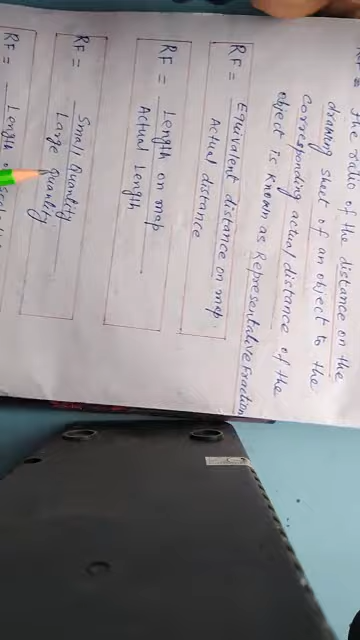 RF = The ratio of the distance on the
drawing sheet of an object to the
corresponding actual distance of the
object is known as Representative Fraction
RF = Equivalent distance on map
Actual distance
RF = Length on map
Actual Length
RF = Small Quantity
Large Quantity
RF = Length